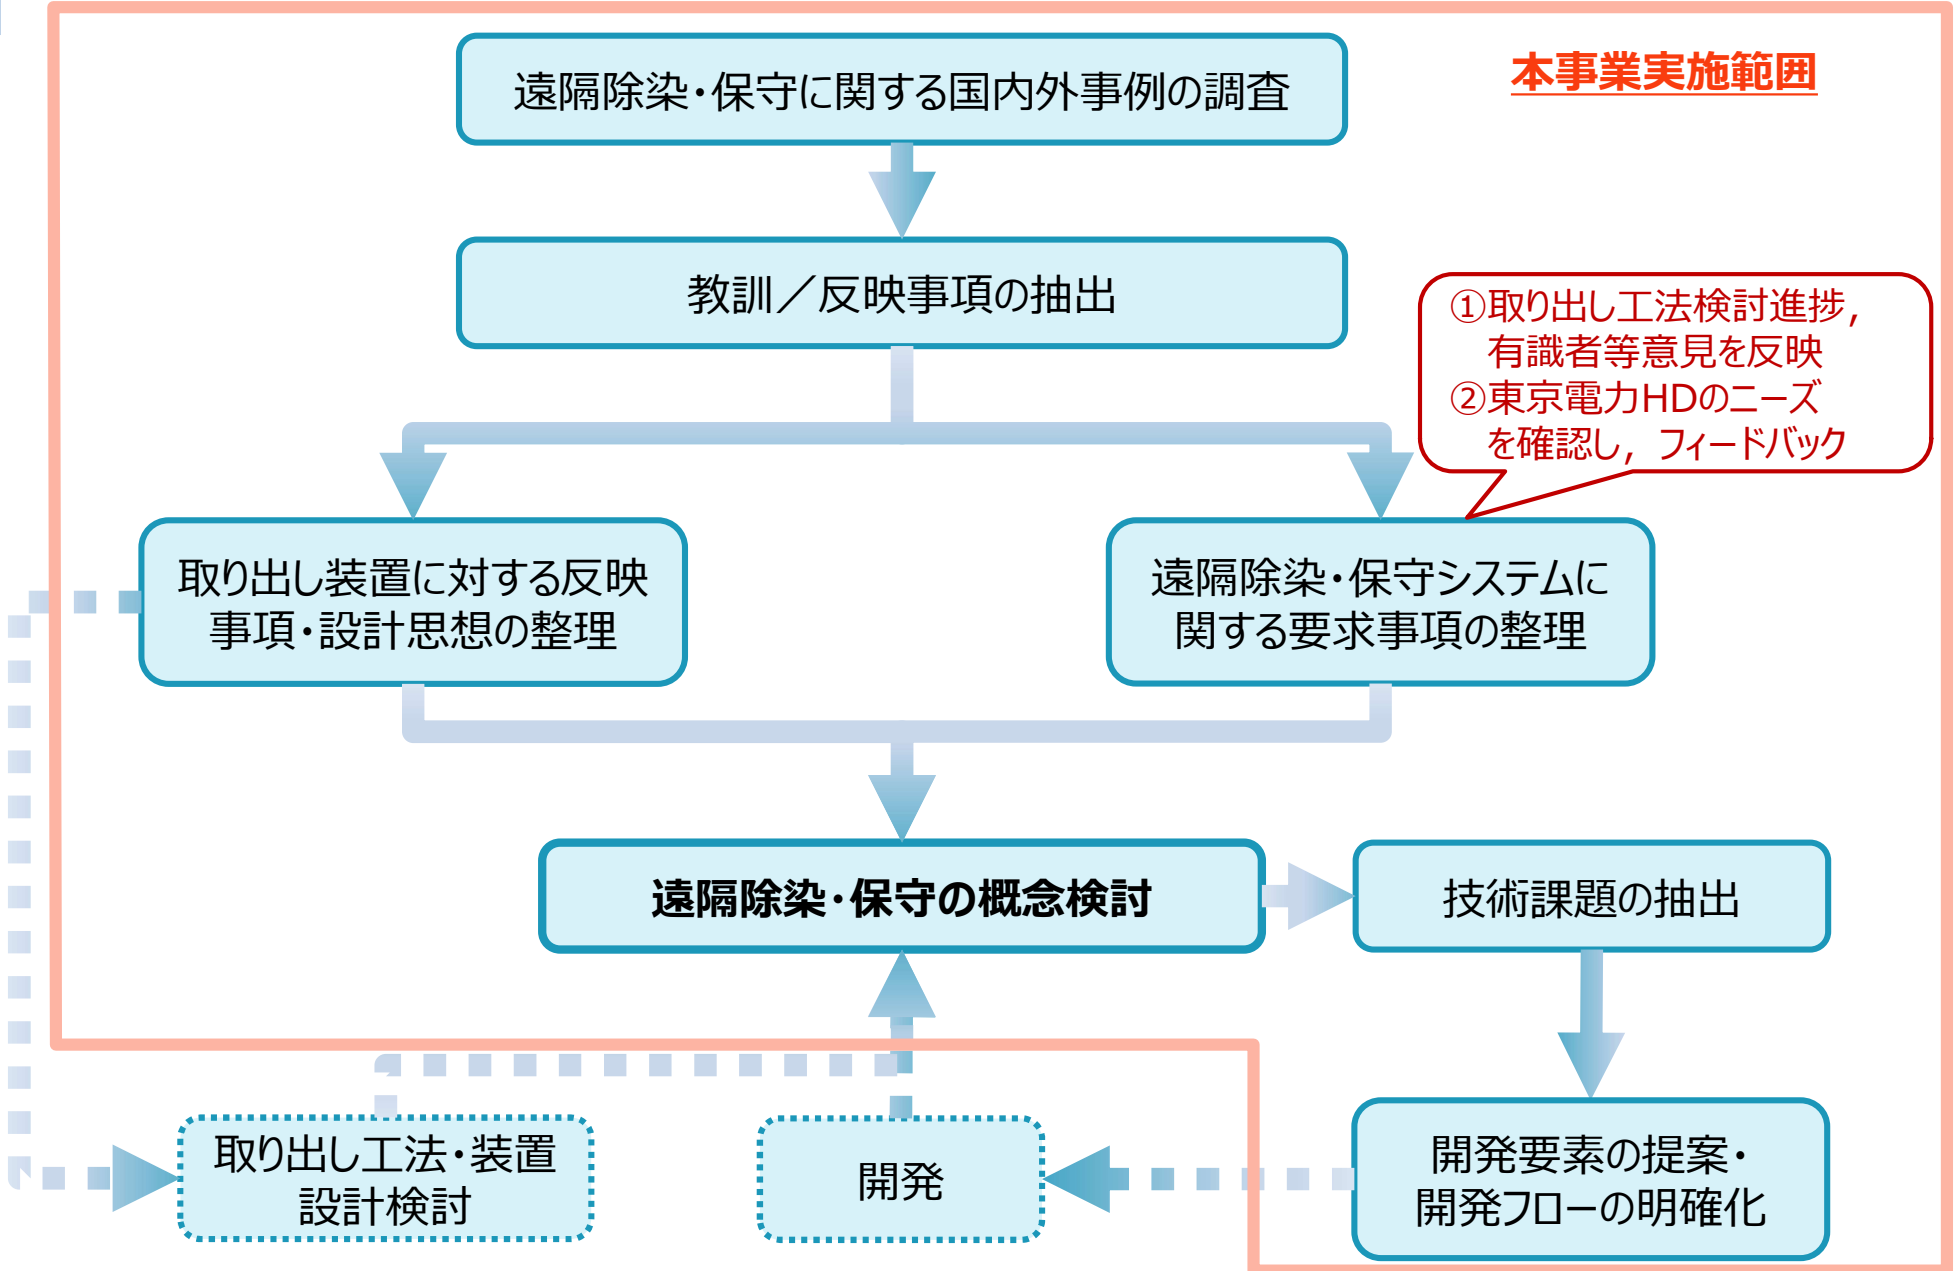 本事業実施範囲
遠隔除染・保守に関する国内外事例の調査
教訓／反映事項の抽出
①取り出し工法検討進捗,
有識者等意見を反映
②東京電力HDのニーズ
を確認し, フィードバック
取り出し装置に対する反映
事項・設計思想の整理
遠隔除染・保守システムに
関する要求事項の整理
遠隔除染・保守の概念検討
技術課題の抽出
取り出し工法・装置
設計検討
開発
開発要素の提案・
開発フローの明確化